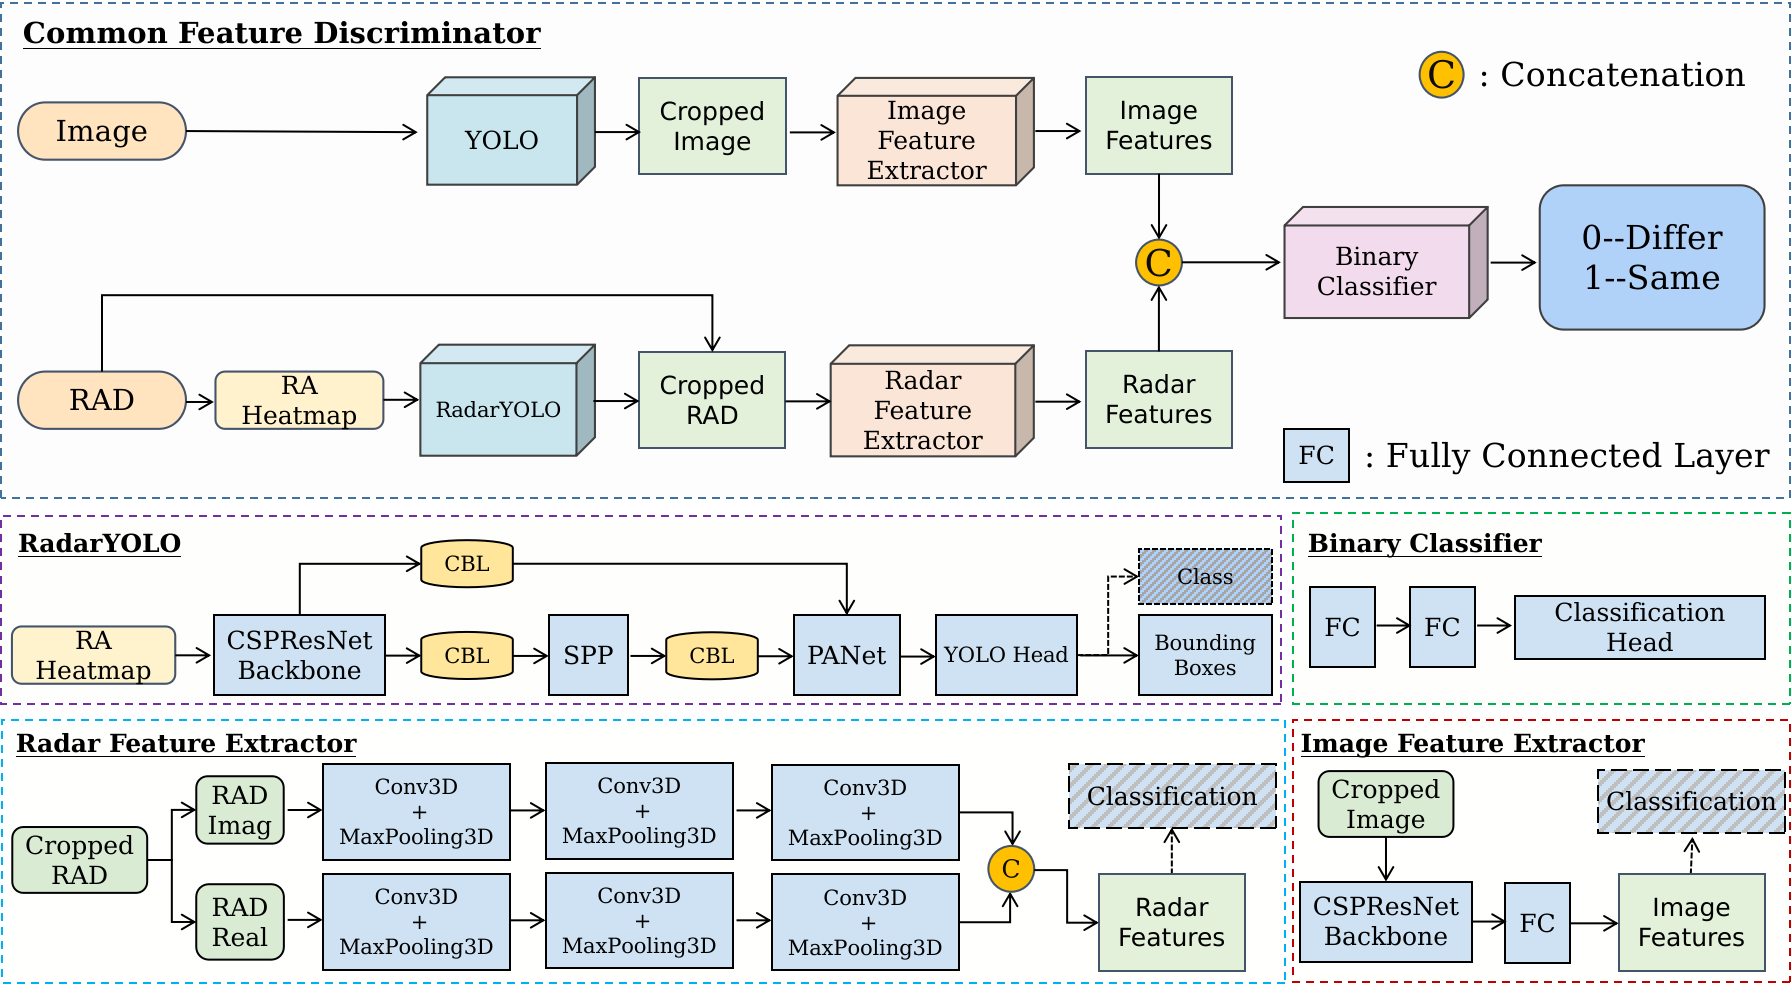 Common Feature Discriminator
Image
YOLO
Cropped
Image
Image
Feature
Extractor
Image
Features
C : Concatenation
C
Binary
Classifier
0--Differ
1--Same
RAD
RA
Heatmap
RadarYOLO
Cropped
RAD
Radar
Feature
Extractor
Radar
Features
FC : Fully Connected Layer
RadarYOLO
RA
Heatmap
CSPResNet
Backbone
CBL
CBL
SPP
CBL
PANet
YOLO Head
Class
Bounding
Boxes
Binary Classifier
FC
FC
Classification
Head
Radar Feature Extractor
Cropped
RAD
RAD
Imag
Conv3D
+
MaxPooling3D
Conv3D
+
MaxPooling3D
Conv3D
+
MaxPooling3D
RAD
Real
Conv3D
+
MaxPooling3D
Conv3D
+
MaxPooling3D
Conv3D
+
MaxPooling3D
C
Classification
Radar
Features
Image Feature Extractor
Cropped
Image
CSPResNet
Backbone
FC
Classification
Image
Features